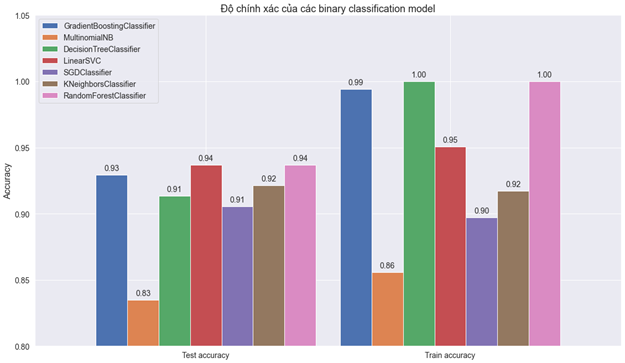 Độ chính xác của các binary classification model
1.05
1.00
0.95
0.90
0.85
0.80
Accuracy
GradientBoostingClassifier
MultinomialNB
DecisionTreeClassifier
LinearSVC
SGDClassifier
KNeighborsClassifier
RandomForestClassifier
0.93
0.83
0.91
0.94
0.91
0.92
0.94
0.99
0.86
1.00
0.95
0.90
0.92
1.00
Test accuracy
Train accuracy